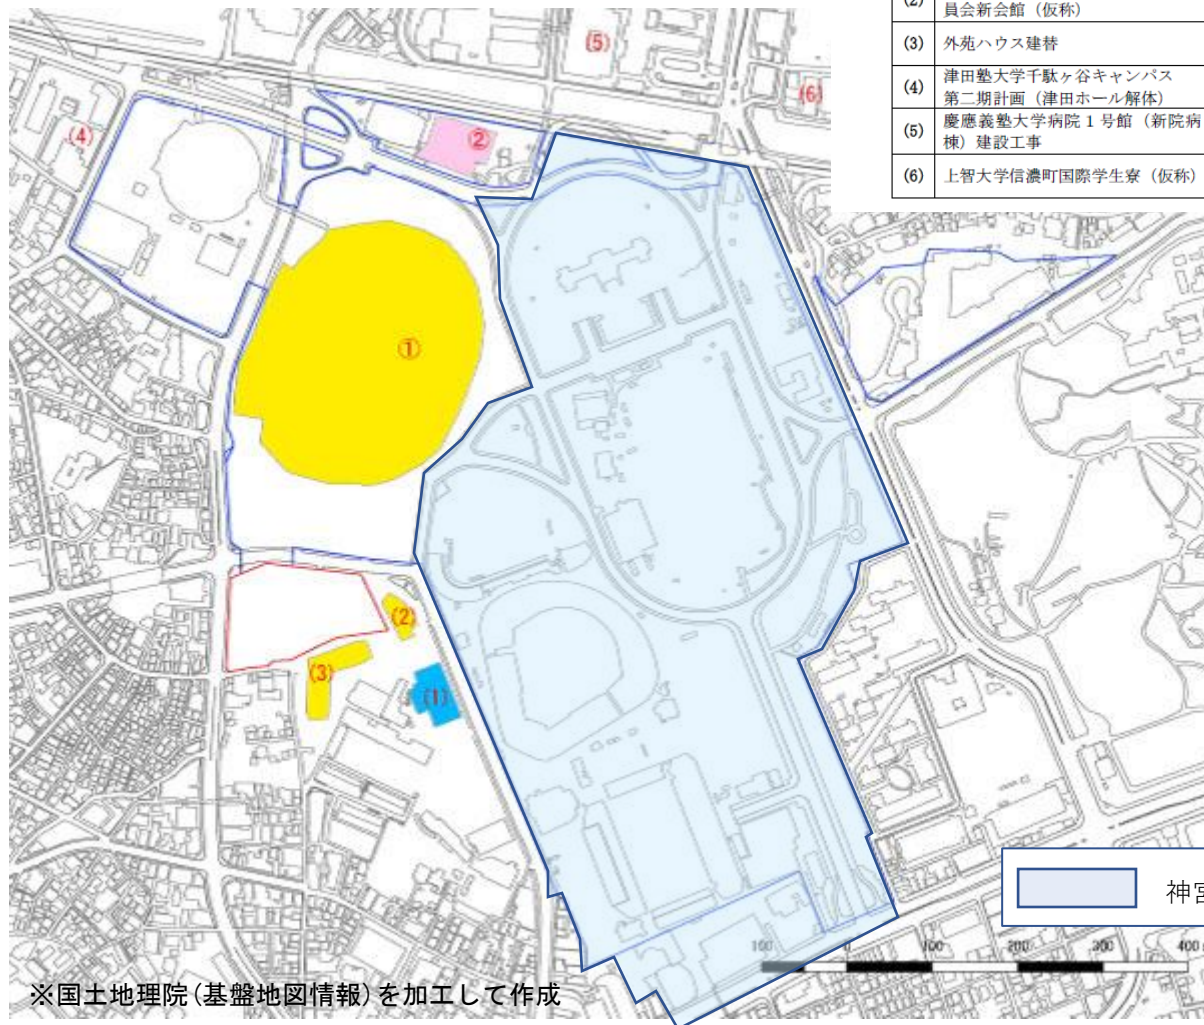 (2)
員会新会館（仮称）
(3) 外苑ハウス建替
(4) 津田塾大学千駄ヶ谷キャンパス
第二期計画（津田ホール解体）
(5) 慶應義塾大学病院 1 号館（新院病
棟）建設工事
(6) 上智大学信濃町国際学生寮（仮称）
(5)
(6)
(4)
②
①
(2)
(3)
(1)
神宮
100 0 100 200 300 400
※国土地理院(基盤地図情報)を加工して作成